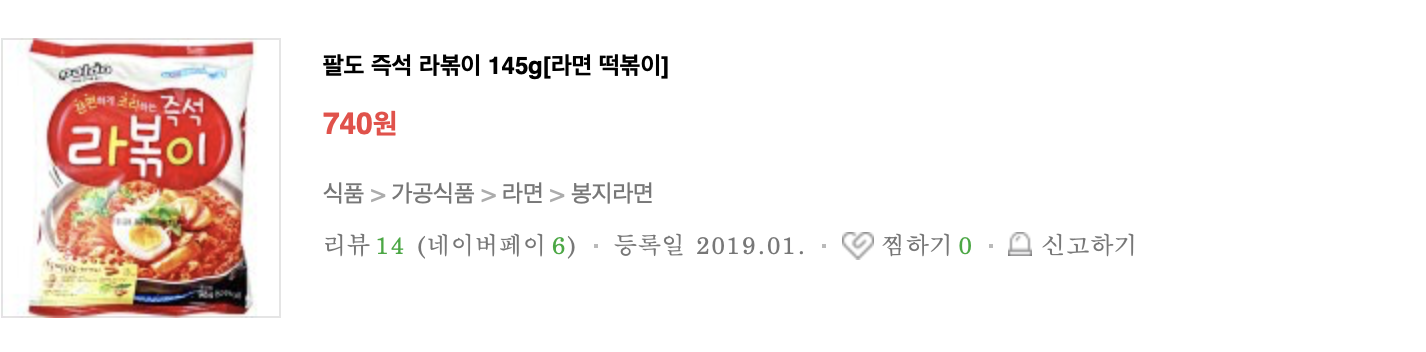 paldo
간편하게 조리하는 즉석
라볶이
팔도 즉석 라볶이 145g[라면 떡볶이]
740원
식품 > 가공식품 > 라면 > 봉지라면
리뷰 14 (네이버페이 6) · 등록일 2019.01. · 찜하기 0 · 신고하기